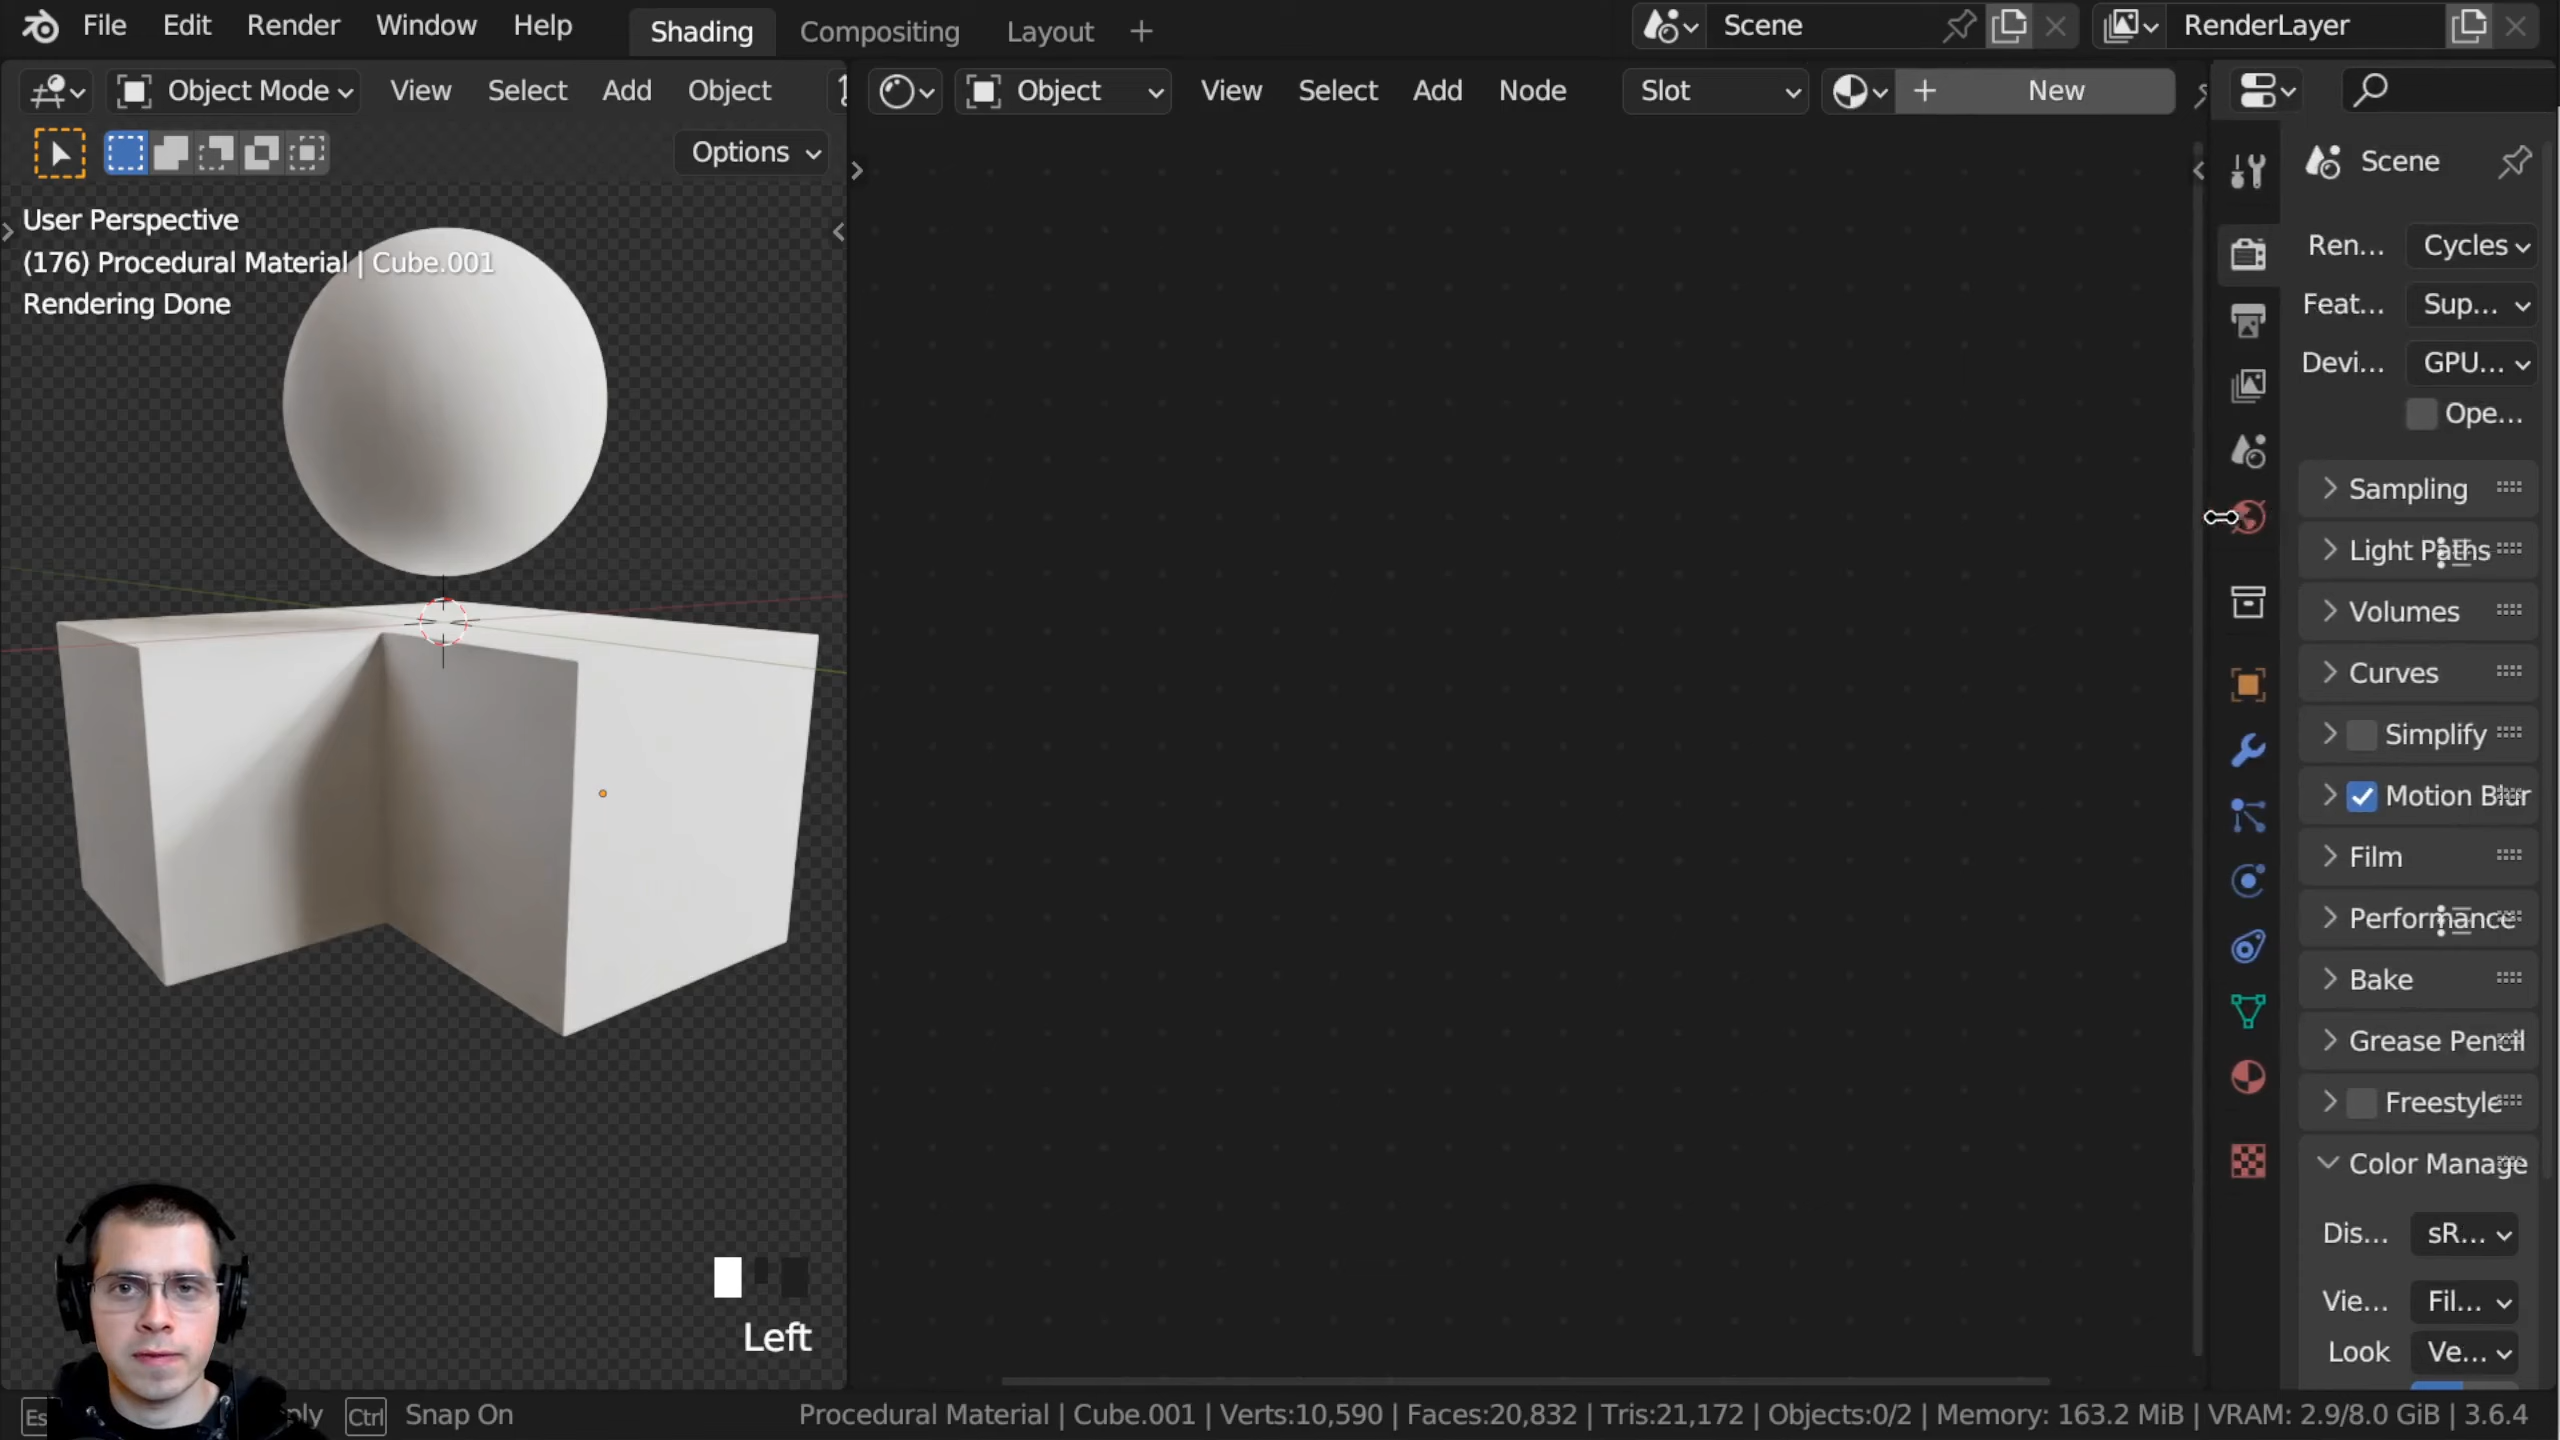 File Edit Render Window Help Shading Compositing Layout Scene RenderLayer
Object Mode View Select Add Object Object View Select Add Node Slot New
Options
User Perspective
(176) Procedural Material | Cube.001
Rendering Done
Scene
Ren... Cycles
Feat... Sup...
Devi... GPU...
Ope...
Sampling
Light Paths
Volumes
Curves
Simplify
Motion Blur
Film
Performance
Bake
Grease Pencil
Freestyle
Color Manage
Dis... sR...
Vie... Fil...
Look Ve...
Left
Es ply Ctrl Snap On Procedural Material | Cube.001 | Verts:10,590 | Faces:20,832 | Tris:21,172 | Objects:0/2 | Memory: 163.2 MiB | VRAM: 2.9/8.0 GiB | 3.6.4